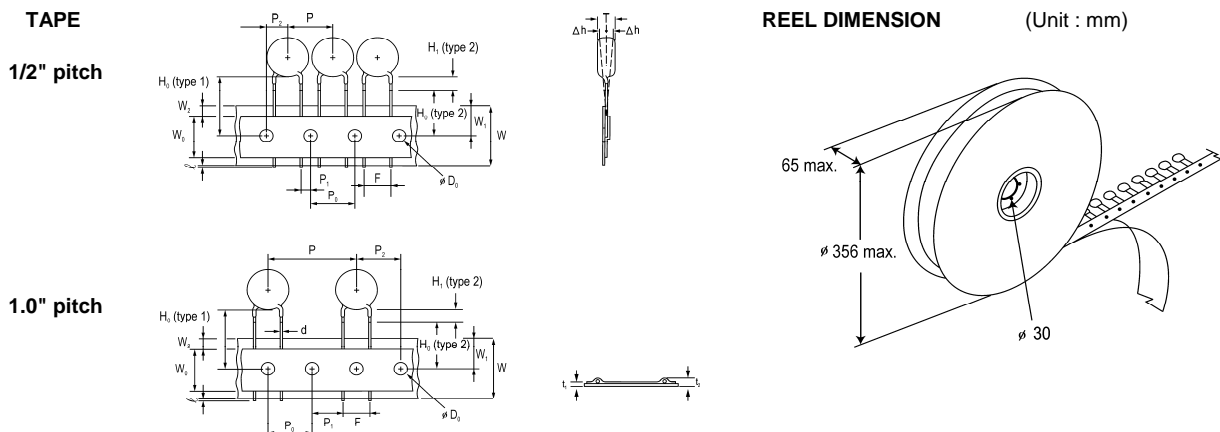 TAPE
REEL DIMENSION (Unit : mm)
1/2" pitch
P₂ P
H₁ (type 2)
H₀ (type 1)
H₀ (type 2)
W₂
W₀
W₁ W
P₁ F
P₀
ϕ D₀
T
Δh Δh
65 max.
ϕ 356 max.
ϕ 30
1.0" pitch
P P₂
H₁ (type 2)
H₀ (type 1)
d
H₀ (type 2)
W₂
W₀
W₁ W
P₁ F
P₀
ϕ D₀
t₁ t₂